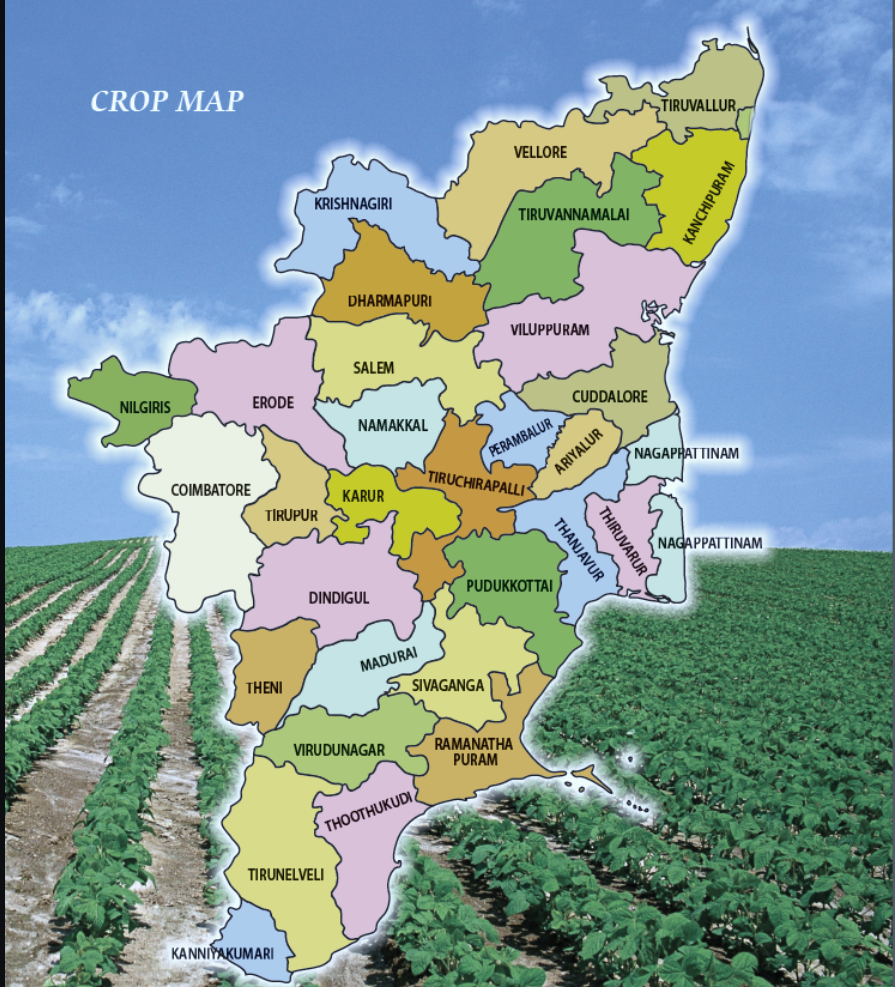 CROP MAP
TIRUVALLUR
VELLORE
KANCHIPURAM
KRISHNAGIRI
TIRUVANNAMALAI
DHARMAPURI
VILUPPURAM
SALEM
CUDDALORE
NILGIRIS
ERODE
NAMAKKAL
PERAMBALUR
ARIYALUR
NAGAPPATTINAM
COIMBATORE
TIRUPUR
KARUR
TIRUCHIRAPALLI
THANJAVUR
THIRUVARUR
NAGAPPATTINAM
DINDIGUL
PUDUKKOTTAI
THENI
MADURAI
SIVAGANGA
VIRUDUNAGAR
RAMANATHA
PURAM
THOOTHUKUDI
TIRUNELVELI
KANNIYAKUMARI